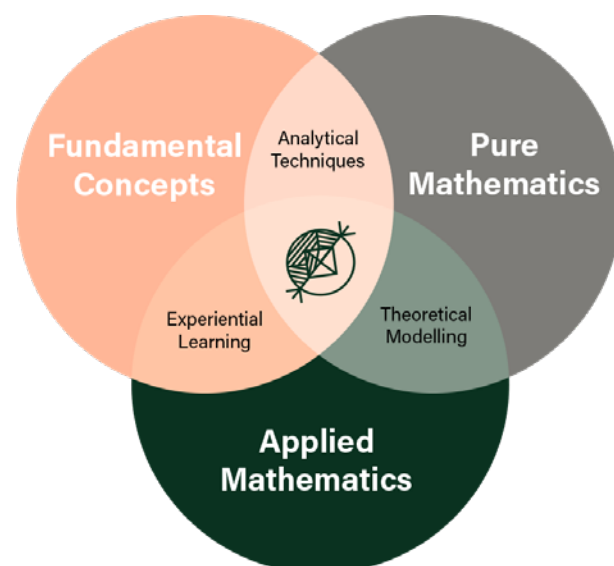 Fundamental
Concepts
Analytical
Techniques
Pure
Mathematics
Experiential
Learning
Theoretical
Modelling
Applied
Mathematics